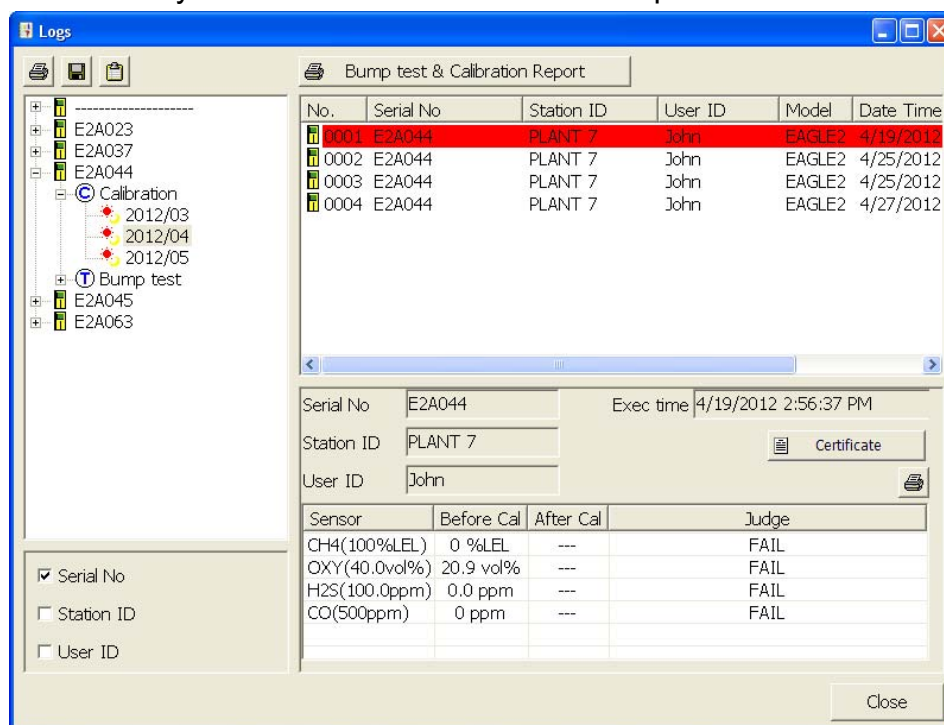 Logs
Bump test & Calibration Report
--------------------
E2A023
E2A037
E2A044
C Calibration
2012/03
2012/04
2012/05
T Bump test
E2A045
E2A063
Serial No
Station ID
User ID
No. Serial No Station ID User ID Model Date Time
0001 E2A044 PLANT 7 John EAGLE2 4/19/2012
0002 E2A044 PLANT 7 John EAGLE2 4/25/2012
0003 E2A044 PLANT 7 John EAGLE2 4/25/2012
0004 E2A044 PLANT 7 John EAGLE2 4/27/2012
Serial No E2A044 Exec time 4/19/2012 2:56:37 PM
Station ID PLANT 7 Certificate
User ID John
Sensor Before Cal After Cal Judge
CH4(100%LEL) 0 %LEL --- FAIL
OXY(40.0vol%) 20.9 vol% --- FAIL
H2S(100.0ppm) 0.0 ppm --- FAIL
CO(500ppm) 0 ppm --- FAIL
Close